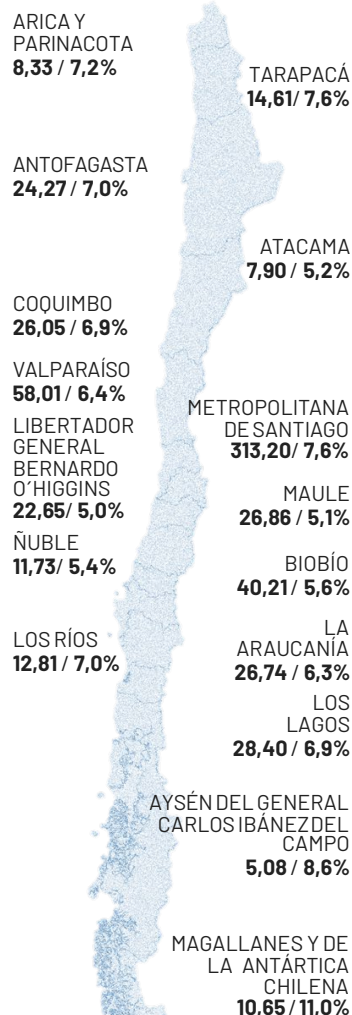 ARICA Y
PARINACOTA
8,33 / 7,2%
TARAPACÁ
14,61/ 7,6%
ANTOFAGASTA
24,27 / 7,0%
ATACAMA
7,90 / 5,2%
COQUIMBO
26,05 / 6,9%
VALPARAÍSO
58,01 / 6,4%
METROPOLITANA
DE SANTIAGO
313,20/ 7,6%
LIBERTADOR
GENERAL
BERNARDO
O´HIGGINS
22,65/ 5,0%
MAULE
26,86 / 5,1%
ÑUBLE
11,73/ 5,4%
BIOBÍO
40,21 / 5,6%
LOS RÍOS
12,81 / 7,0%
LA
ARAUCANÍA
26,74 / 6,3%
LOS
LAGOS
28,40 / 6,9%
AYSÉN DEL GENERAL
CARLOS IBÁNEZ DEL
CAMPO
5,08 / 8,6%
MAGALLANES Y DE
LA ANTÁRTICA
CHILENA
10,65 / 11,0%